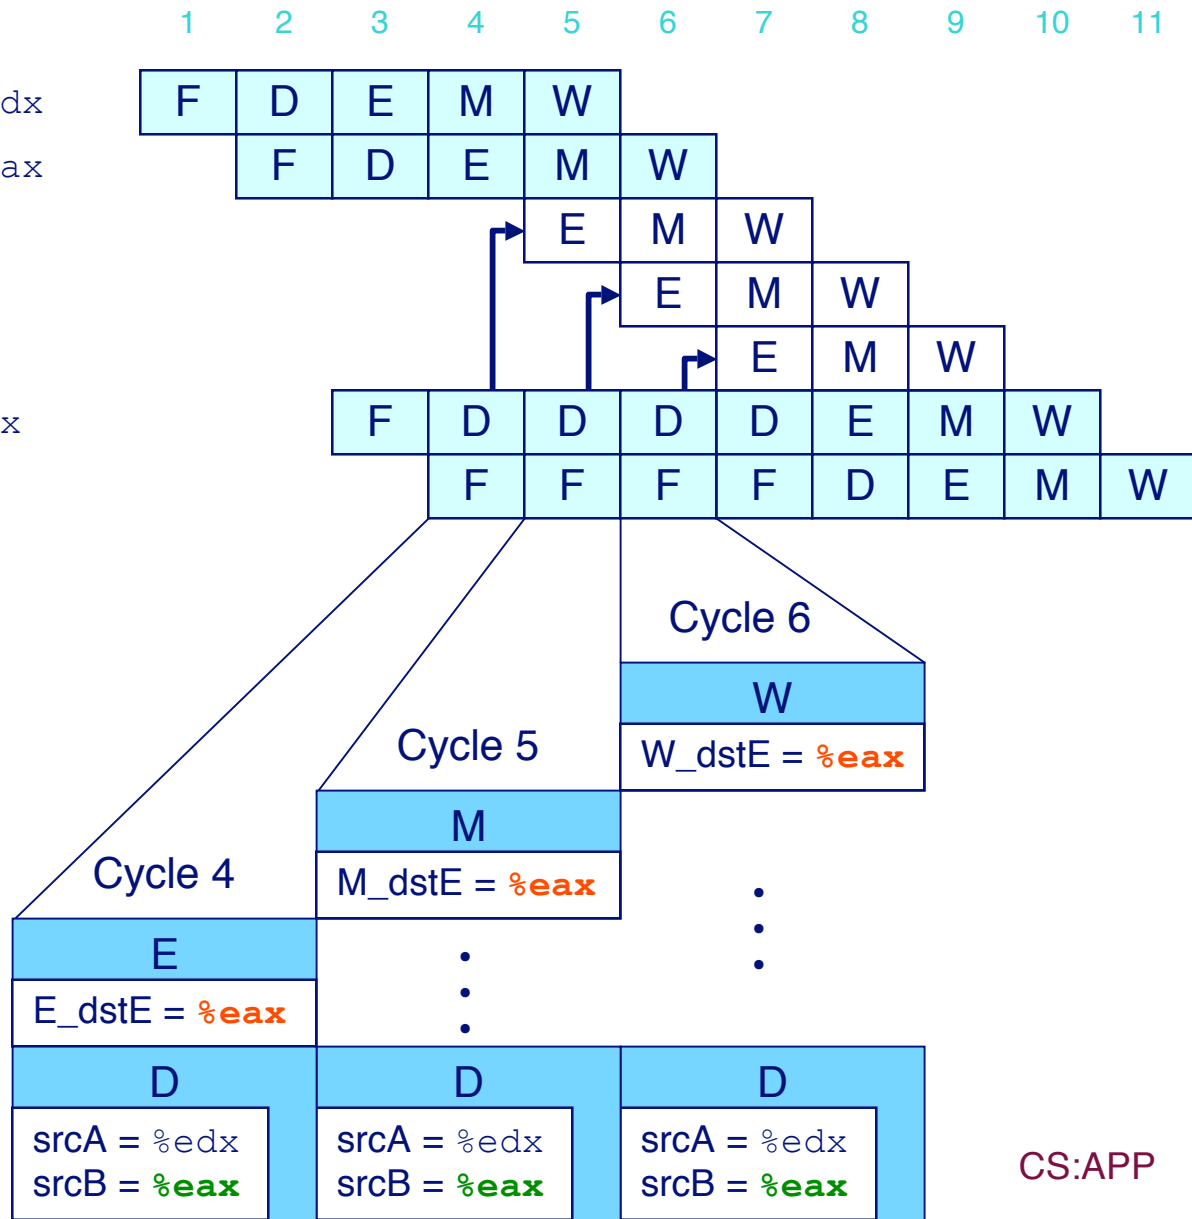 1 2 3 4 5 6 7 8 9 10 11
dx F D E M W
ax F D E M W
E M W
E M W
E M W
x F D D D D E M W
F F F F D E M W
Cycle 6
W
W_dstE = %eax
Cycle 5
M
M_dstE = %eax
Cycle 4
E
E_dstE = %eax
D D D
srcA = %edx srcA = %edx srcA = %edx
srcB = %eax srcB = %eax srcB = %eax
CS:APP